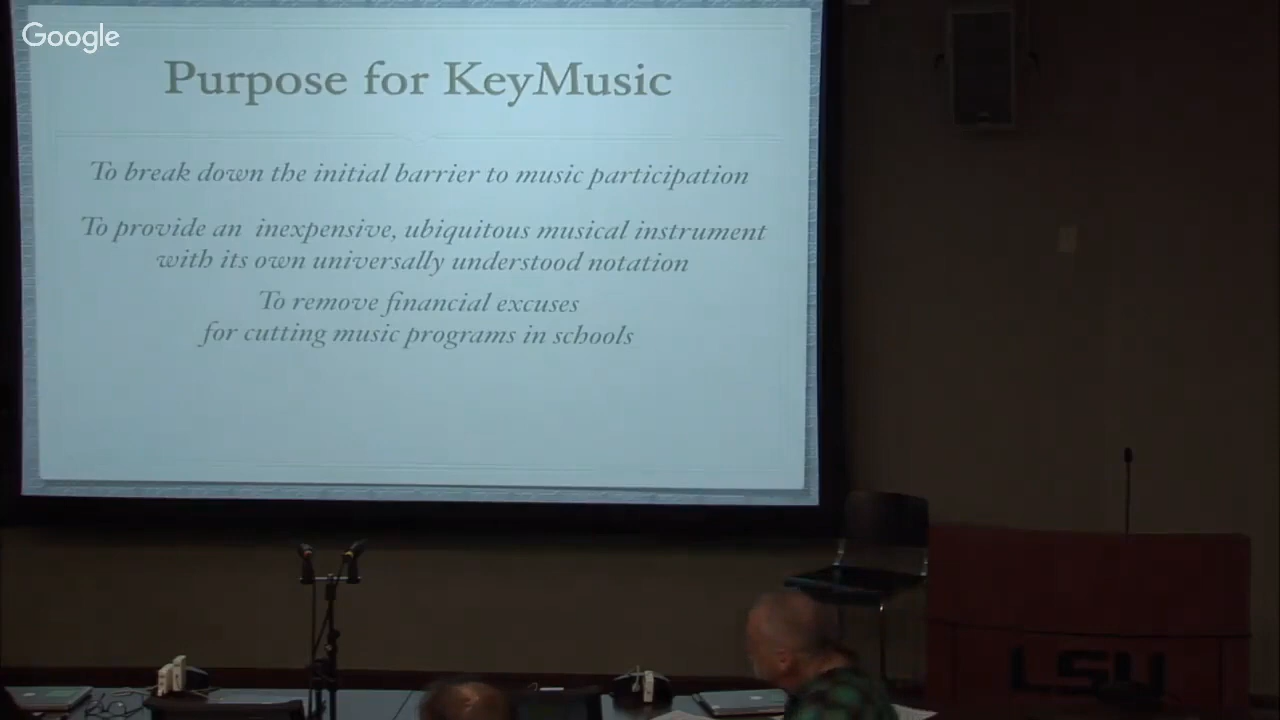 Google
Purpose for KeyMusic
To break down the initial barrier to music participation
To provide an inexpensive, ubiquitous musical instrument
with its own universally understood notation
To remove financial excuses
for cutting music programs in schools
LSU